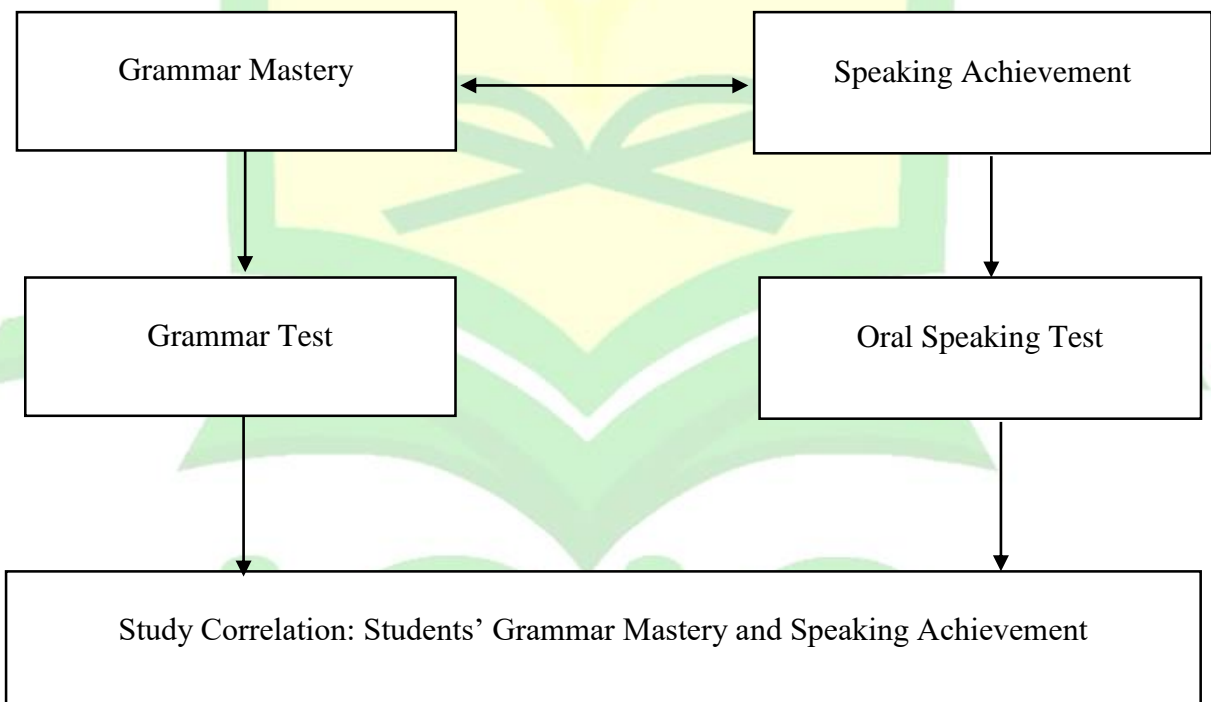 Grammar Mastery
Speaking Achievement
Grammar Test
Oral Speaking Test
Study Correlation: Students’ Grammar Mastery and Speaking Achievement